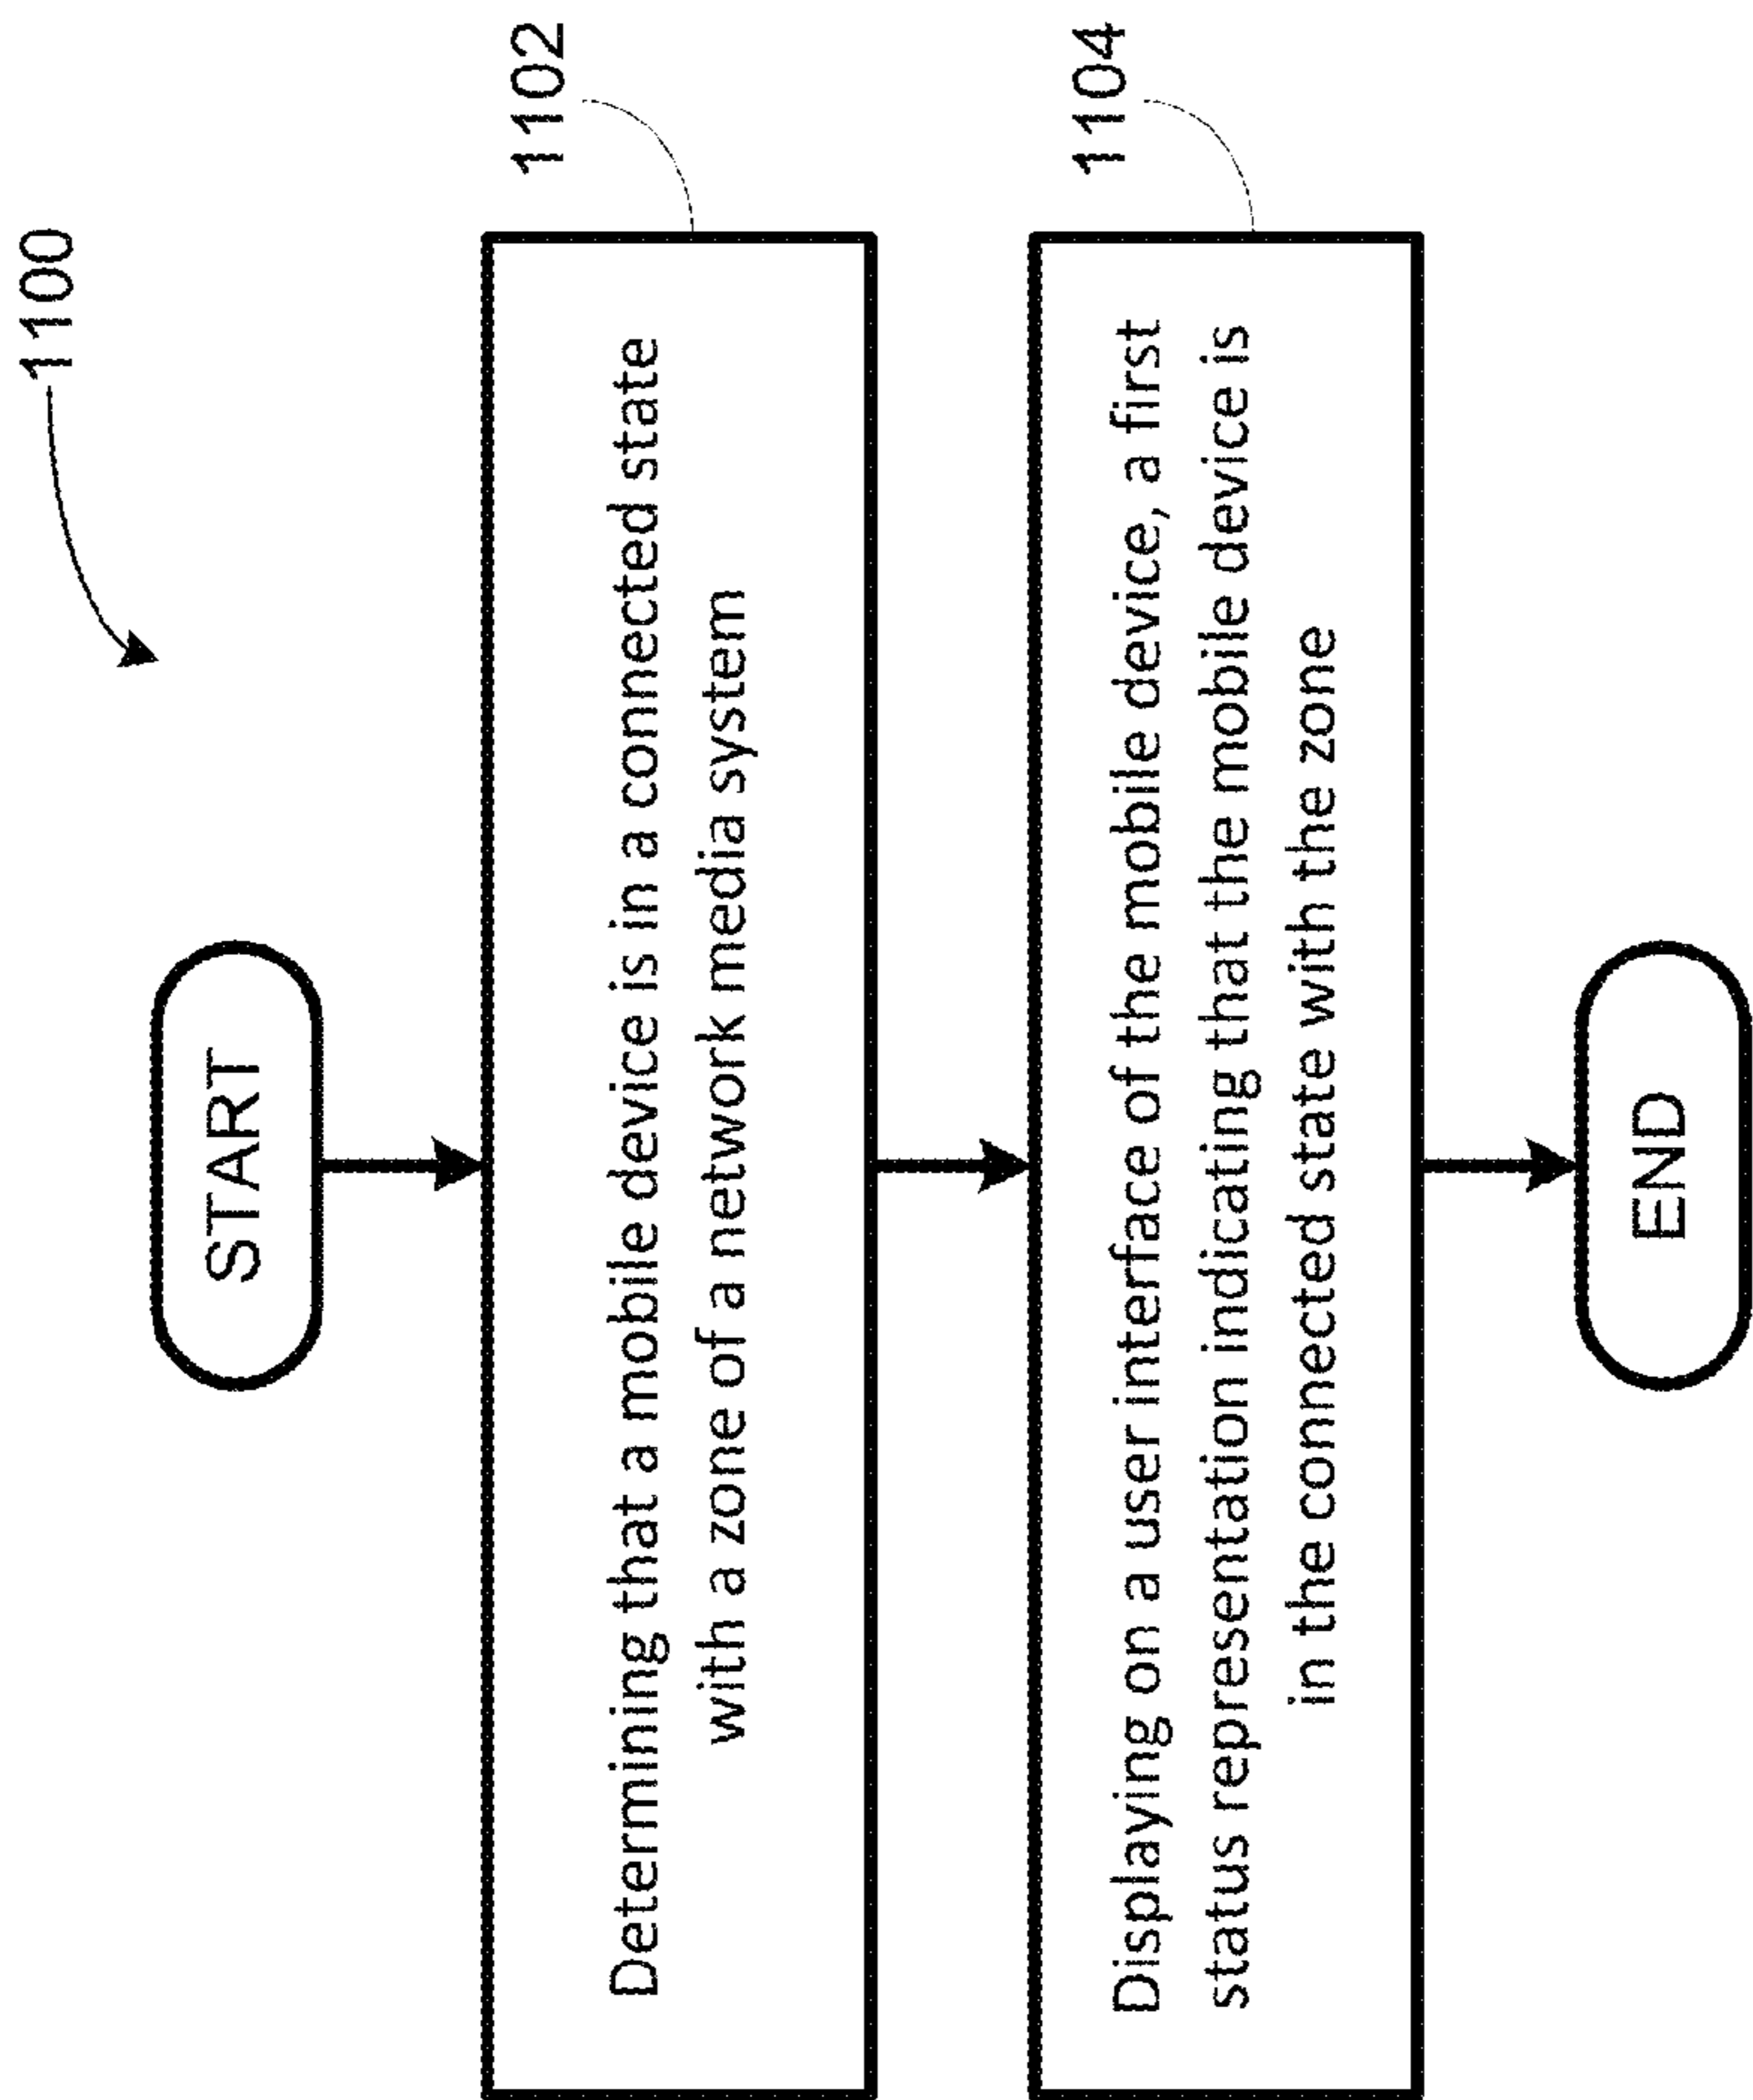 1100
START
1102
Determining that a mobile device is in a connected state
with a zone of a network media system
1104
Displaying on a user interface of the mobile device, a first
status representation indicating that the mobile device is
in the connected state with the zone
END